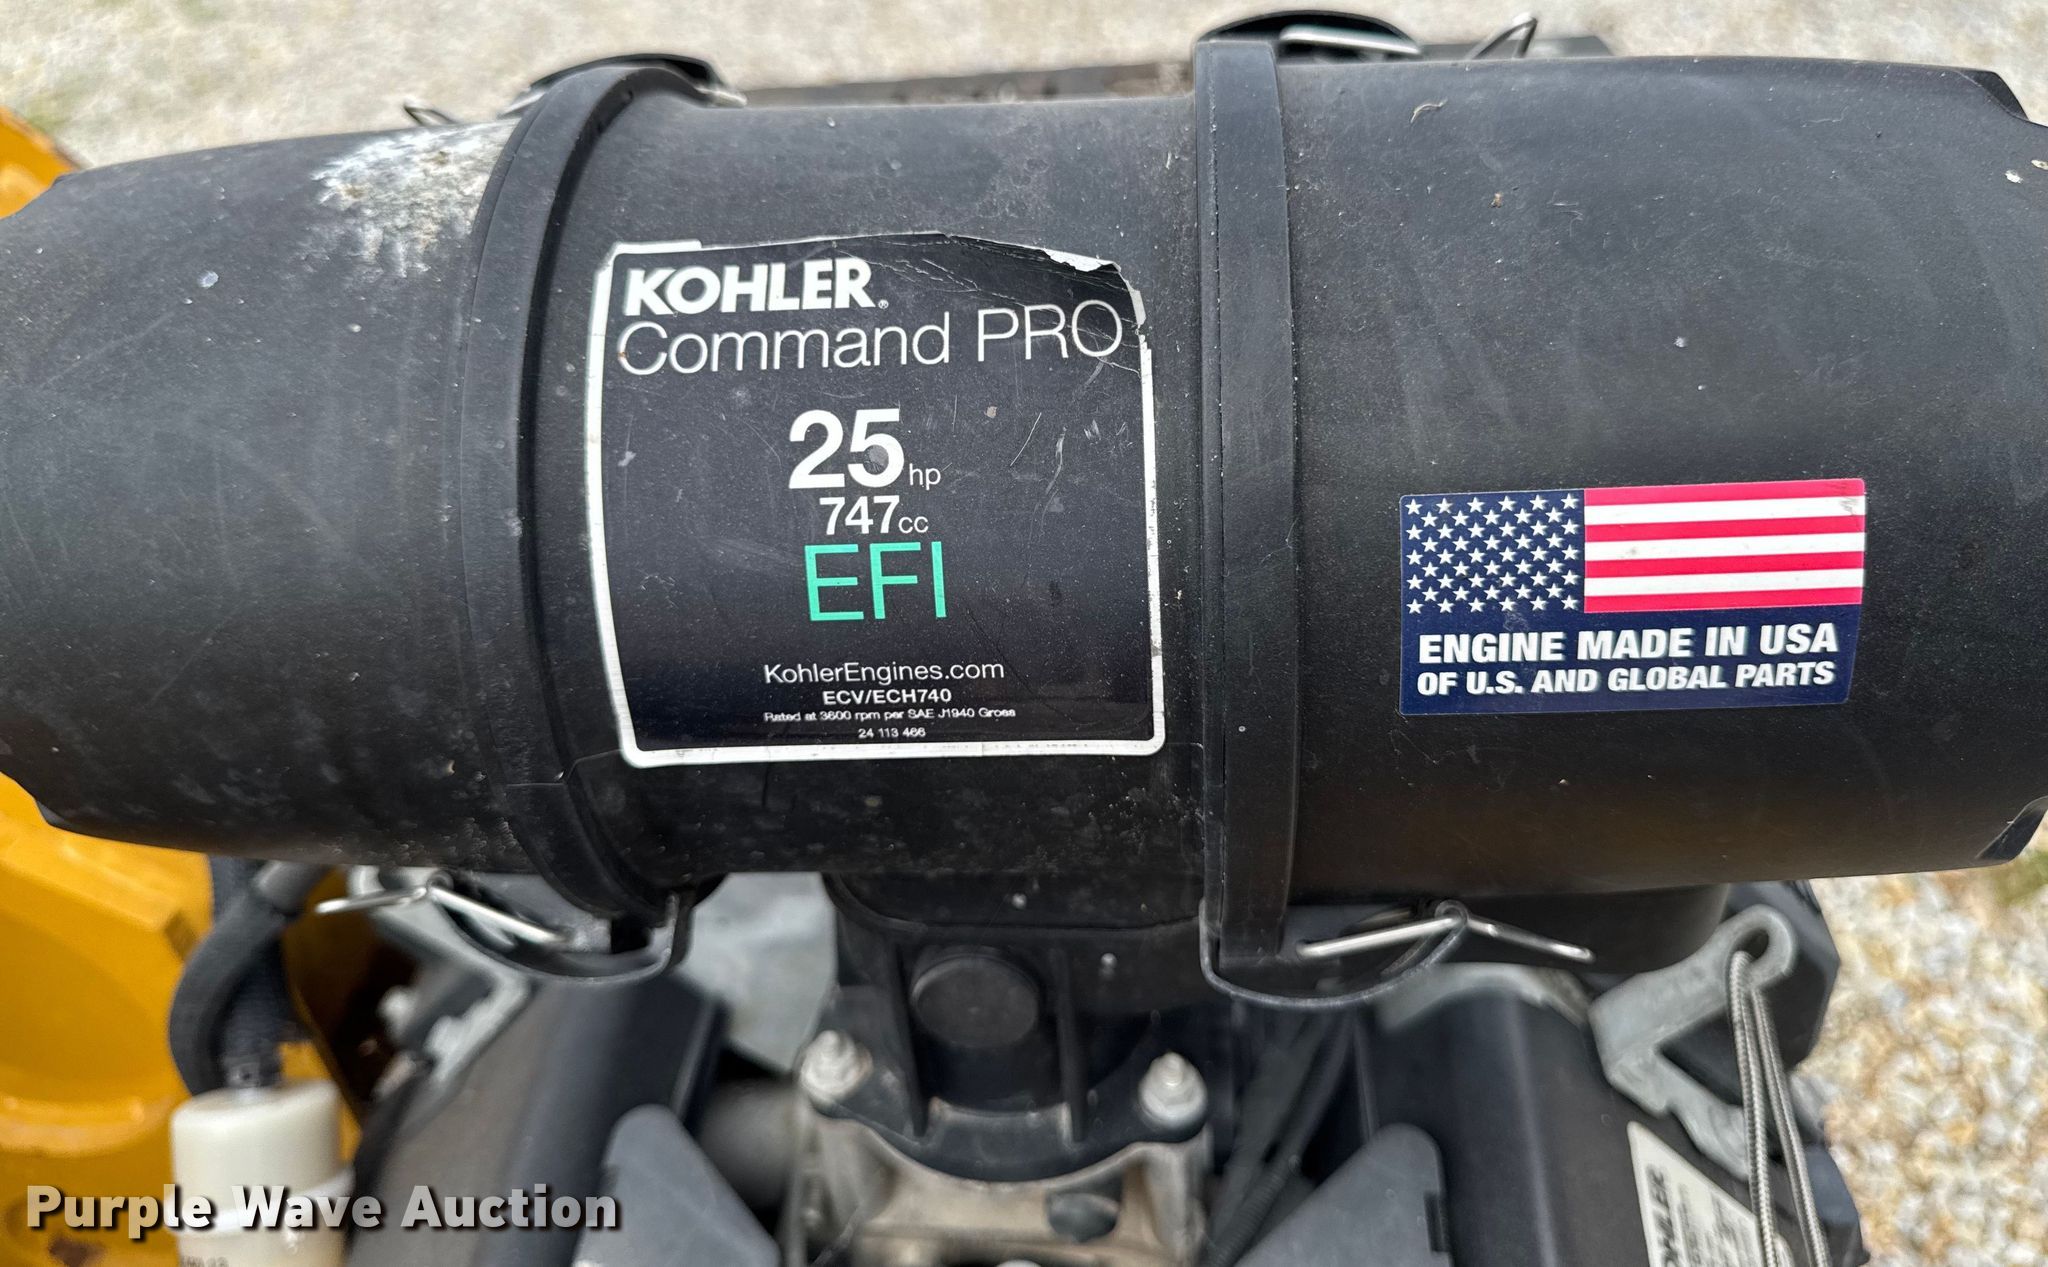 KOHLER®
Command PRO
25hp
747cc
EFI
KohlerEngines.com
ECV/ECH740
Rated at 3600 rpm per SAE J1940 Gross
24 113 466
ENGINE MADE IN USA
OF U.S. AND GLOBAL PARTS
KOHLER
Purple Wave Auction